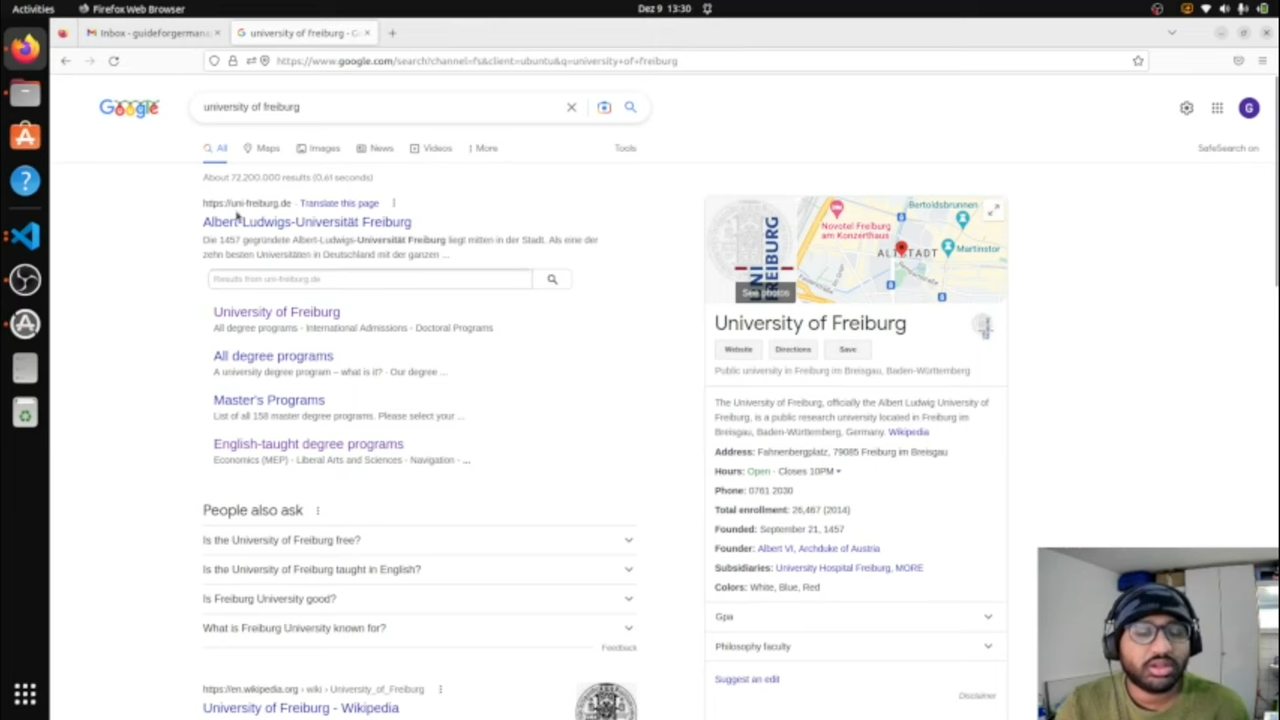 Activities
Firefox Web Browser
Dez 9 13:30
Inbox - guideforgermana
university of freiburg - G
https://www.google.com/search?channel=fs&client=ubuntu&q=university+of+freiburg
Google
university of freiburg
G
All
Maps
Images
News
Videos
More
Tools
SafeSearch on
About 72.200.000 results (0,61 seconds)
https://uni-freiburg.de · Translate this page
Albert-Ludwigs-Universität Freiburg
Die 1457 gegründete Albert-Ludwigs-Universität Freiburg liegt mitten in der Stadt. Als eine der
zehn besten Universitäten in Deutschland mit der ganzen ...
Results from uni-freiburg.de
University of Freiburg
All degree programs · International Admissions · Doctoral Programs
All degree programs
A university degree program – what is it? · Our degree ...
Master's Programs
List of all 158 master degree programs. Please select your ...
English-taught degree programs
Economics (MEP) · Liberal Arts and Sciences · Navigation · ...
People also ask
Is the University of Freiburg free?
Is the University of Freiburg taught in English?
Is Freiburg University good?
What is Freiburg University known for?
Feedback
https://en.wikipedia.org › wiki › University_of_Freiburg
University of Freiburg - Wikipedia
UNI
FREIBURG
See photos
Novotel Freiburg
am Konzerthaus
Bertoldsbrunnen
ALTSTADT
Martinstor
University of Freiburg
Website
Directions
Save
Public university in Freiburg im Breisgau, Baden-Württemberg
The University of Freiburg, officially the Albert Ludwig University of
Freiburg, is a public research university located in Freiburg im
Breisgau, Baden-Württemberg, Germany. Wikipedia
Address: Fahnenbergplatz, 79085 Freiburg im Breisgau
Hours: Open · Closes 10PM
Phone: 0761 2030
Total enrollment: 26,467 (2014)
Founded: September 21, 1457
Founder: Albert VI, Archduke of Austria
Subsidiaries: University Hospital Freiburg, MORE
Colors: White, Blue, Red
Gpa
Philosophy faculty
Suggest an edit
Disclaimer